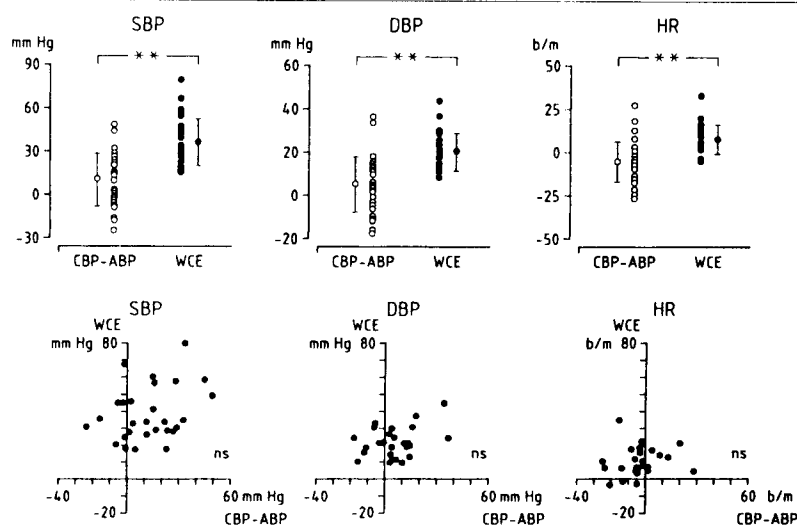 SBP DBP HR
mm Hg mm Hg b/m
** ** **
90 60 50
60 40 25
30 20 0
0 0 -25
-30 -20 -50
CBP-ABP WCE CBP-ABP WCE CBP-ABP WCE
SBP DBP HR
WCE WCE WCE
mm Hg 80 mm Hg 80 b/m 80
ns ns ns
-40 60 mm Hg -40 60 mm Hg -40 60 b/m
-20 CBP-ABP -20 CBP-ABP -20 CBP-ABP